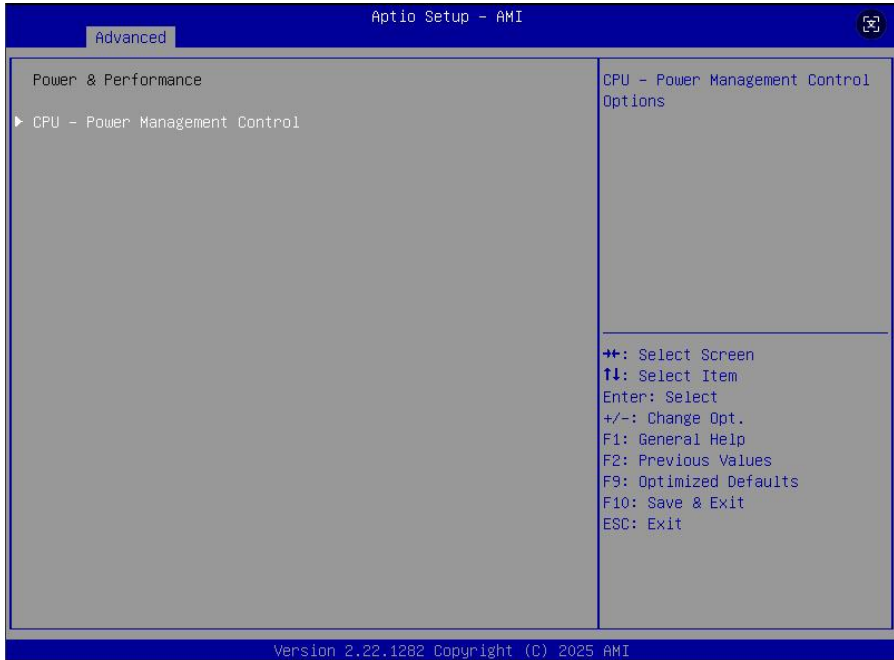 Aptio Setup – AMI
Advanced
Power & Performance
CPU – Power Management Control
CPU – Power Management Control
Options
→←: Select Screen
↑↓: Select Item
Enter: Select
+/-: Change Opt.
F1: General Help
F2: Previous Values
F9: Optimized Defaults
F10: Save & Exit
ESC: Exit
Version 2.22.1282 Copyright (C) 2025 AMI